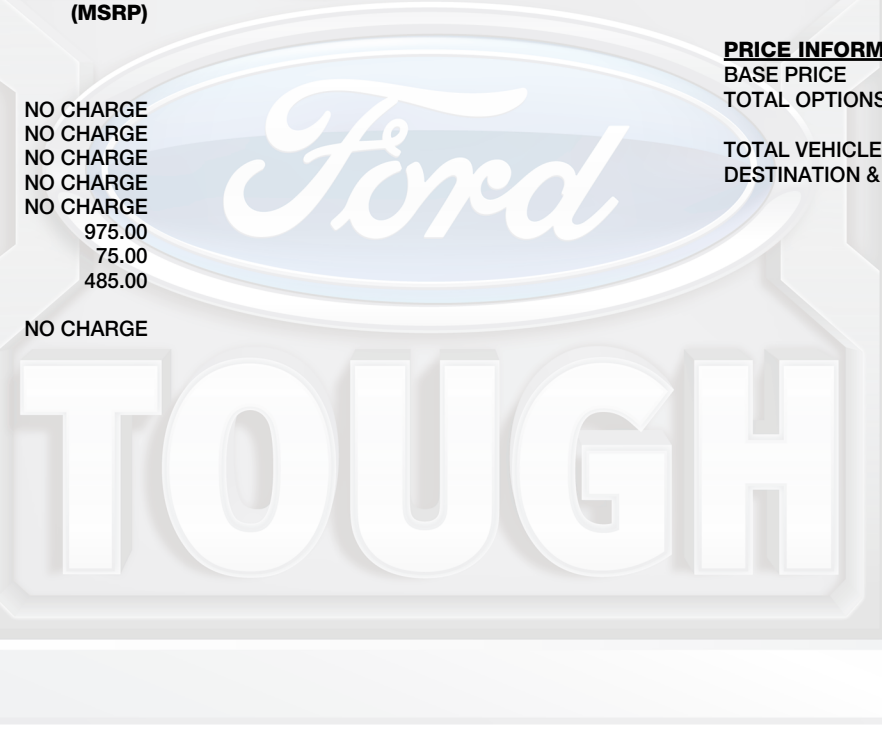 (MSRP)
NO CHARGE
NO CHARGE
NO CHARGE
NO CHARGE
NO CHARGE
975.00
75.00
485.00
NO CHARGE
PRICE INFORM
BASE PRICE
TOTAL OPTIONS
TOTAL VEHICLE
DESTINATION &
Ford
TOUGH